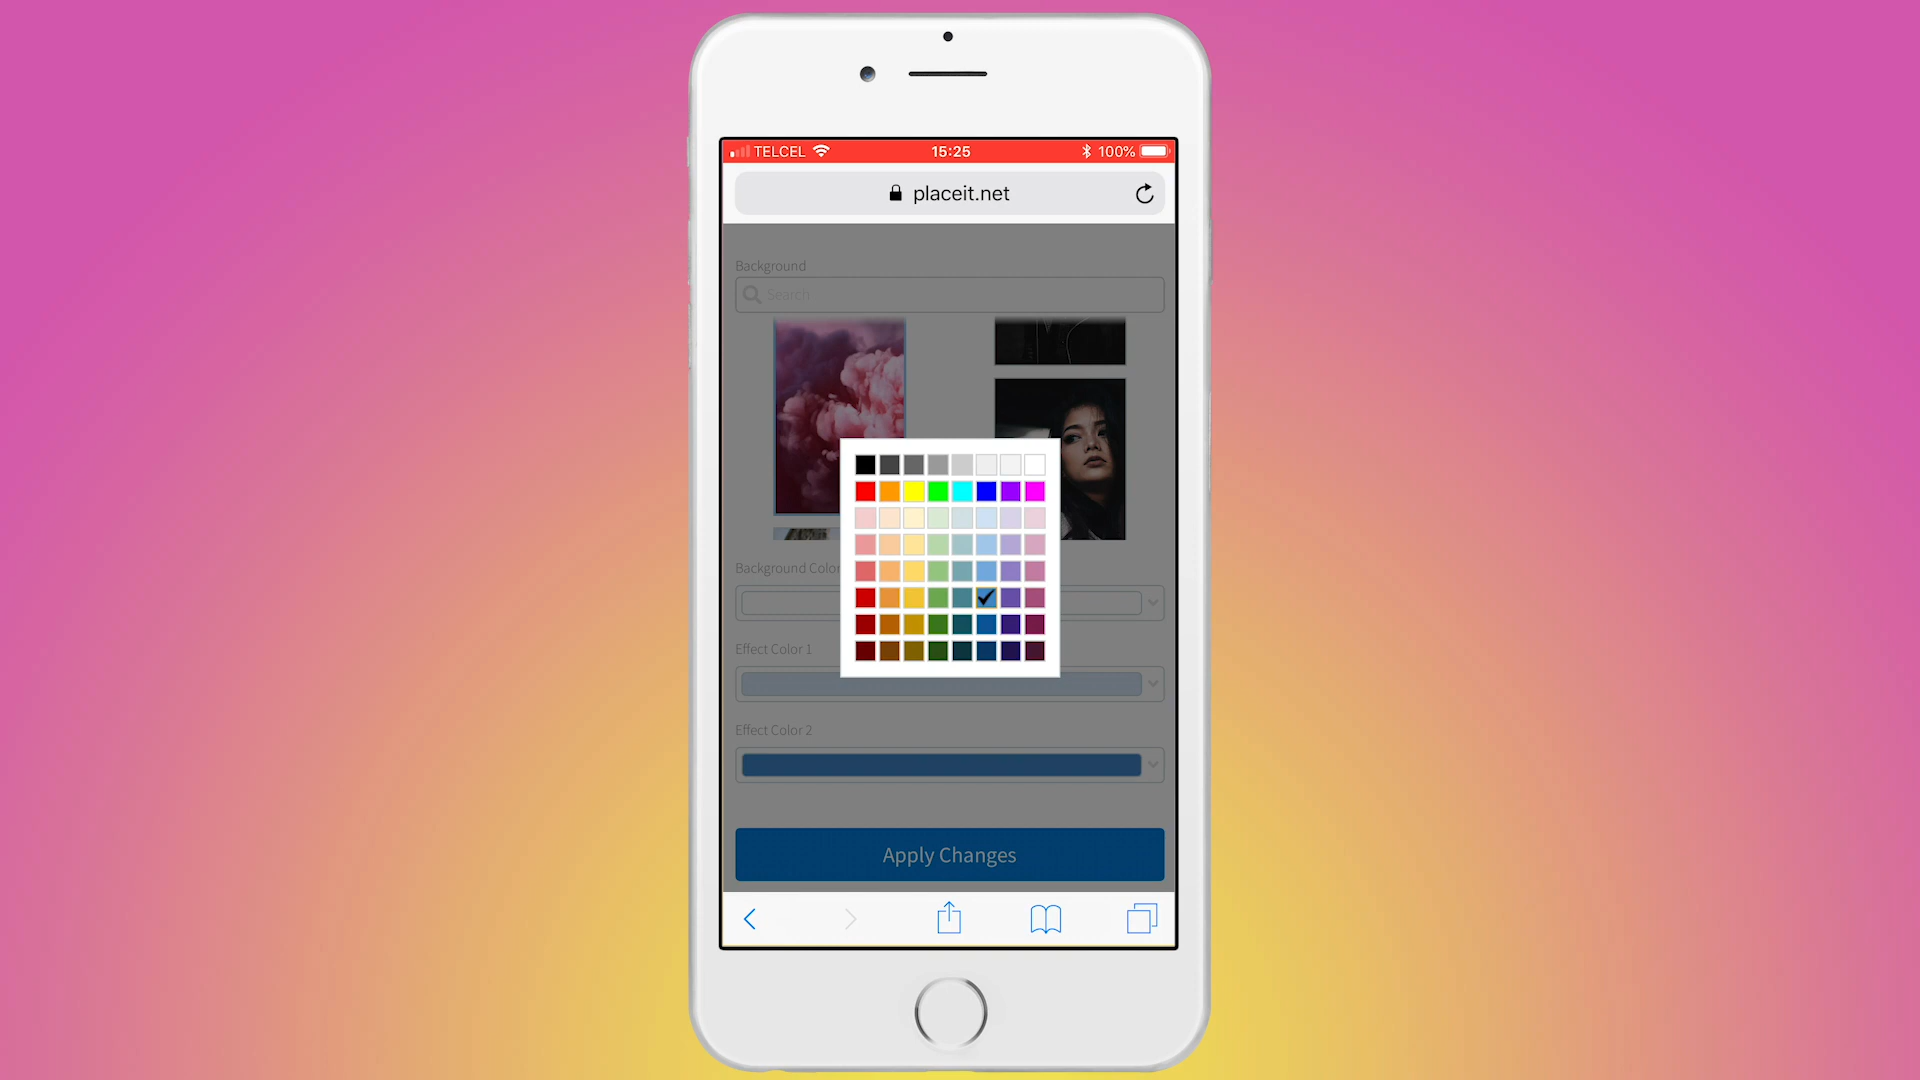 TELCEL 15:25 100%
placeit.net
Background
Search
Background Color
Effect Color 1
Effect Color 2
Apply Changes